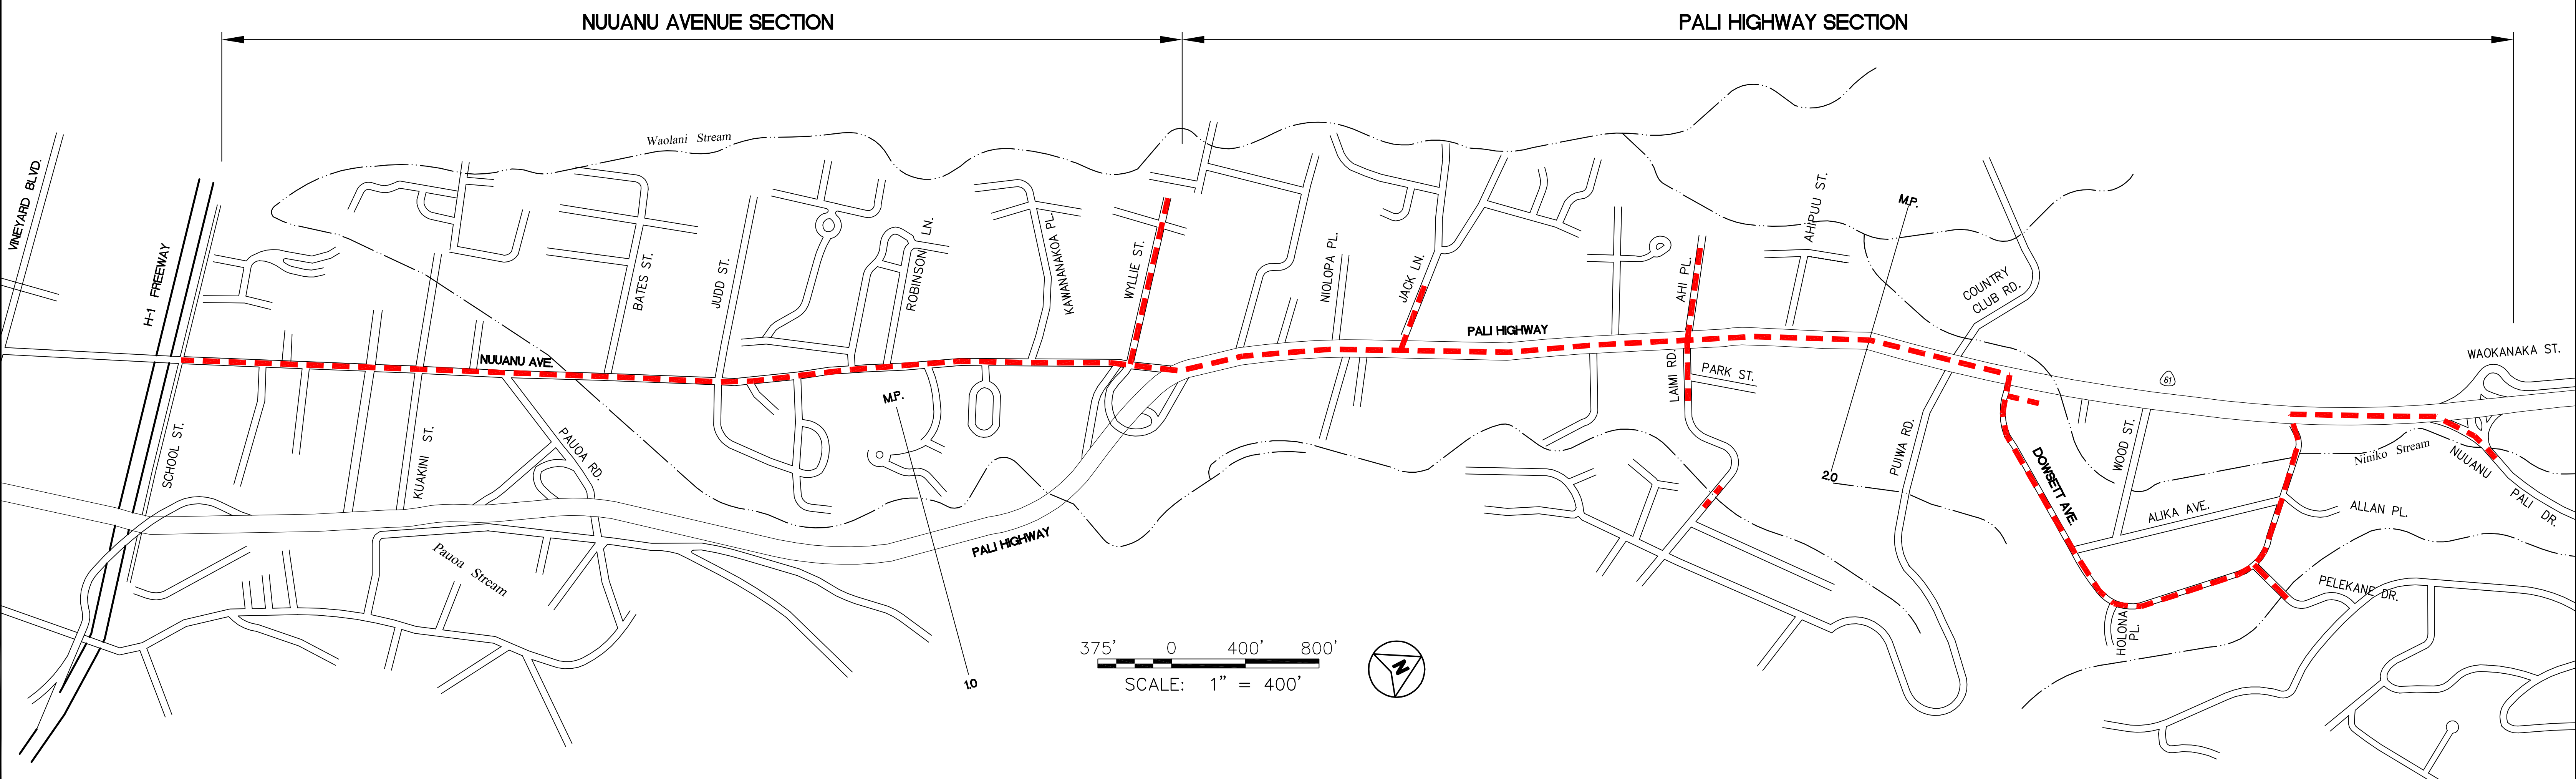 NUUANU AVENUE SECTION
PALI HIGHWAY SECTION
VINEYARD BLVD.
H-1 FREEWAY
SCHOOL ST.
Waolani Stream
NUUANU AVE.
KUAKINI ST.
PAUOA RD.
Pauoa Stream
BATES ST.
JUDD ST.
ROBINSON LN.
M.P.
1.0
KAWANANAKOA PL.
WYLLIE ST.
PALI HIGHWAY
NIOLOPA PL.
JACK LN.
PALI HIGHWAY
AHI PL.
LAIMI RD.
PARK ST.
AHIPUU ST.
M.P.
2.0
COUNTRY
CLUB RD.
PUIWA RD.
DOWSETT AVE.
WOOD ST.
61
ALIKA AVE.
HOLONA
PL.
Niniko Stream
ALLAN PL.
PELEKANE DR.
WAOKANAKA ST.
NUUANU
PALI DR.
375' 0 400' 800'
SCALE: 1" = 400'
N